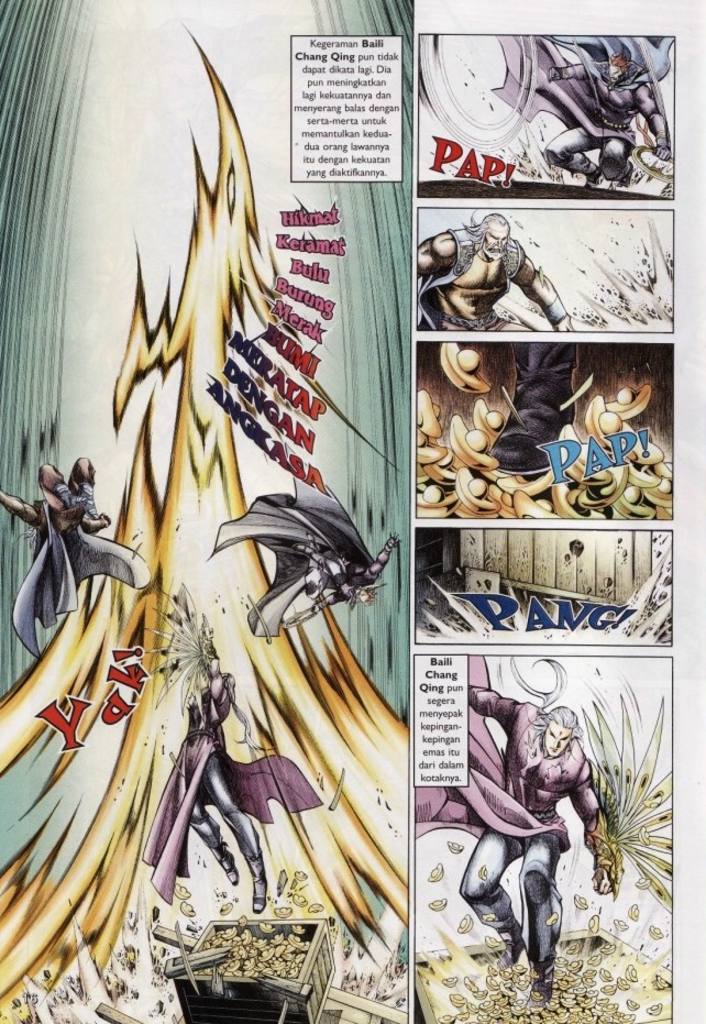 Kegeraman Baili
Chang Qing pun tidak
dapat dikata lagi. Dia
pun meningkatkan
lagi kekuatannya dan
menyerang balas dengan
serta-merta untuk
memantulkan kedua-
dua orang lawannya
itu dengan kekuatan
yang diaktifkannya.
Hikmat
Keramat
Bulu
Burung
Merak
BUMI
MERATAP
DENGAN
ANGKASA
YAK!
PAP!
PAP!
PANG!
Baili
Chang
Qing pun
segera
menyepak
kepingan-
kepingan
emas itu
dari dalam
kotaknya.